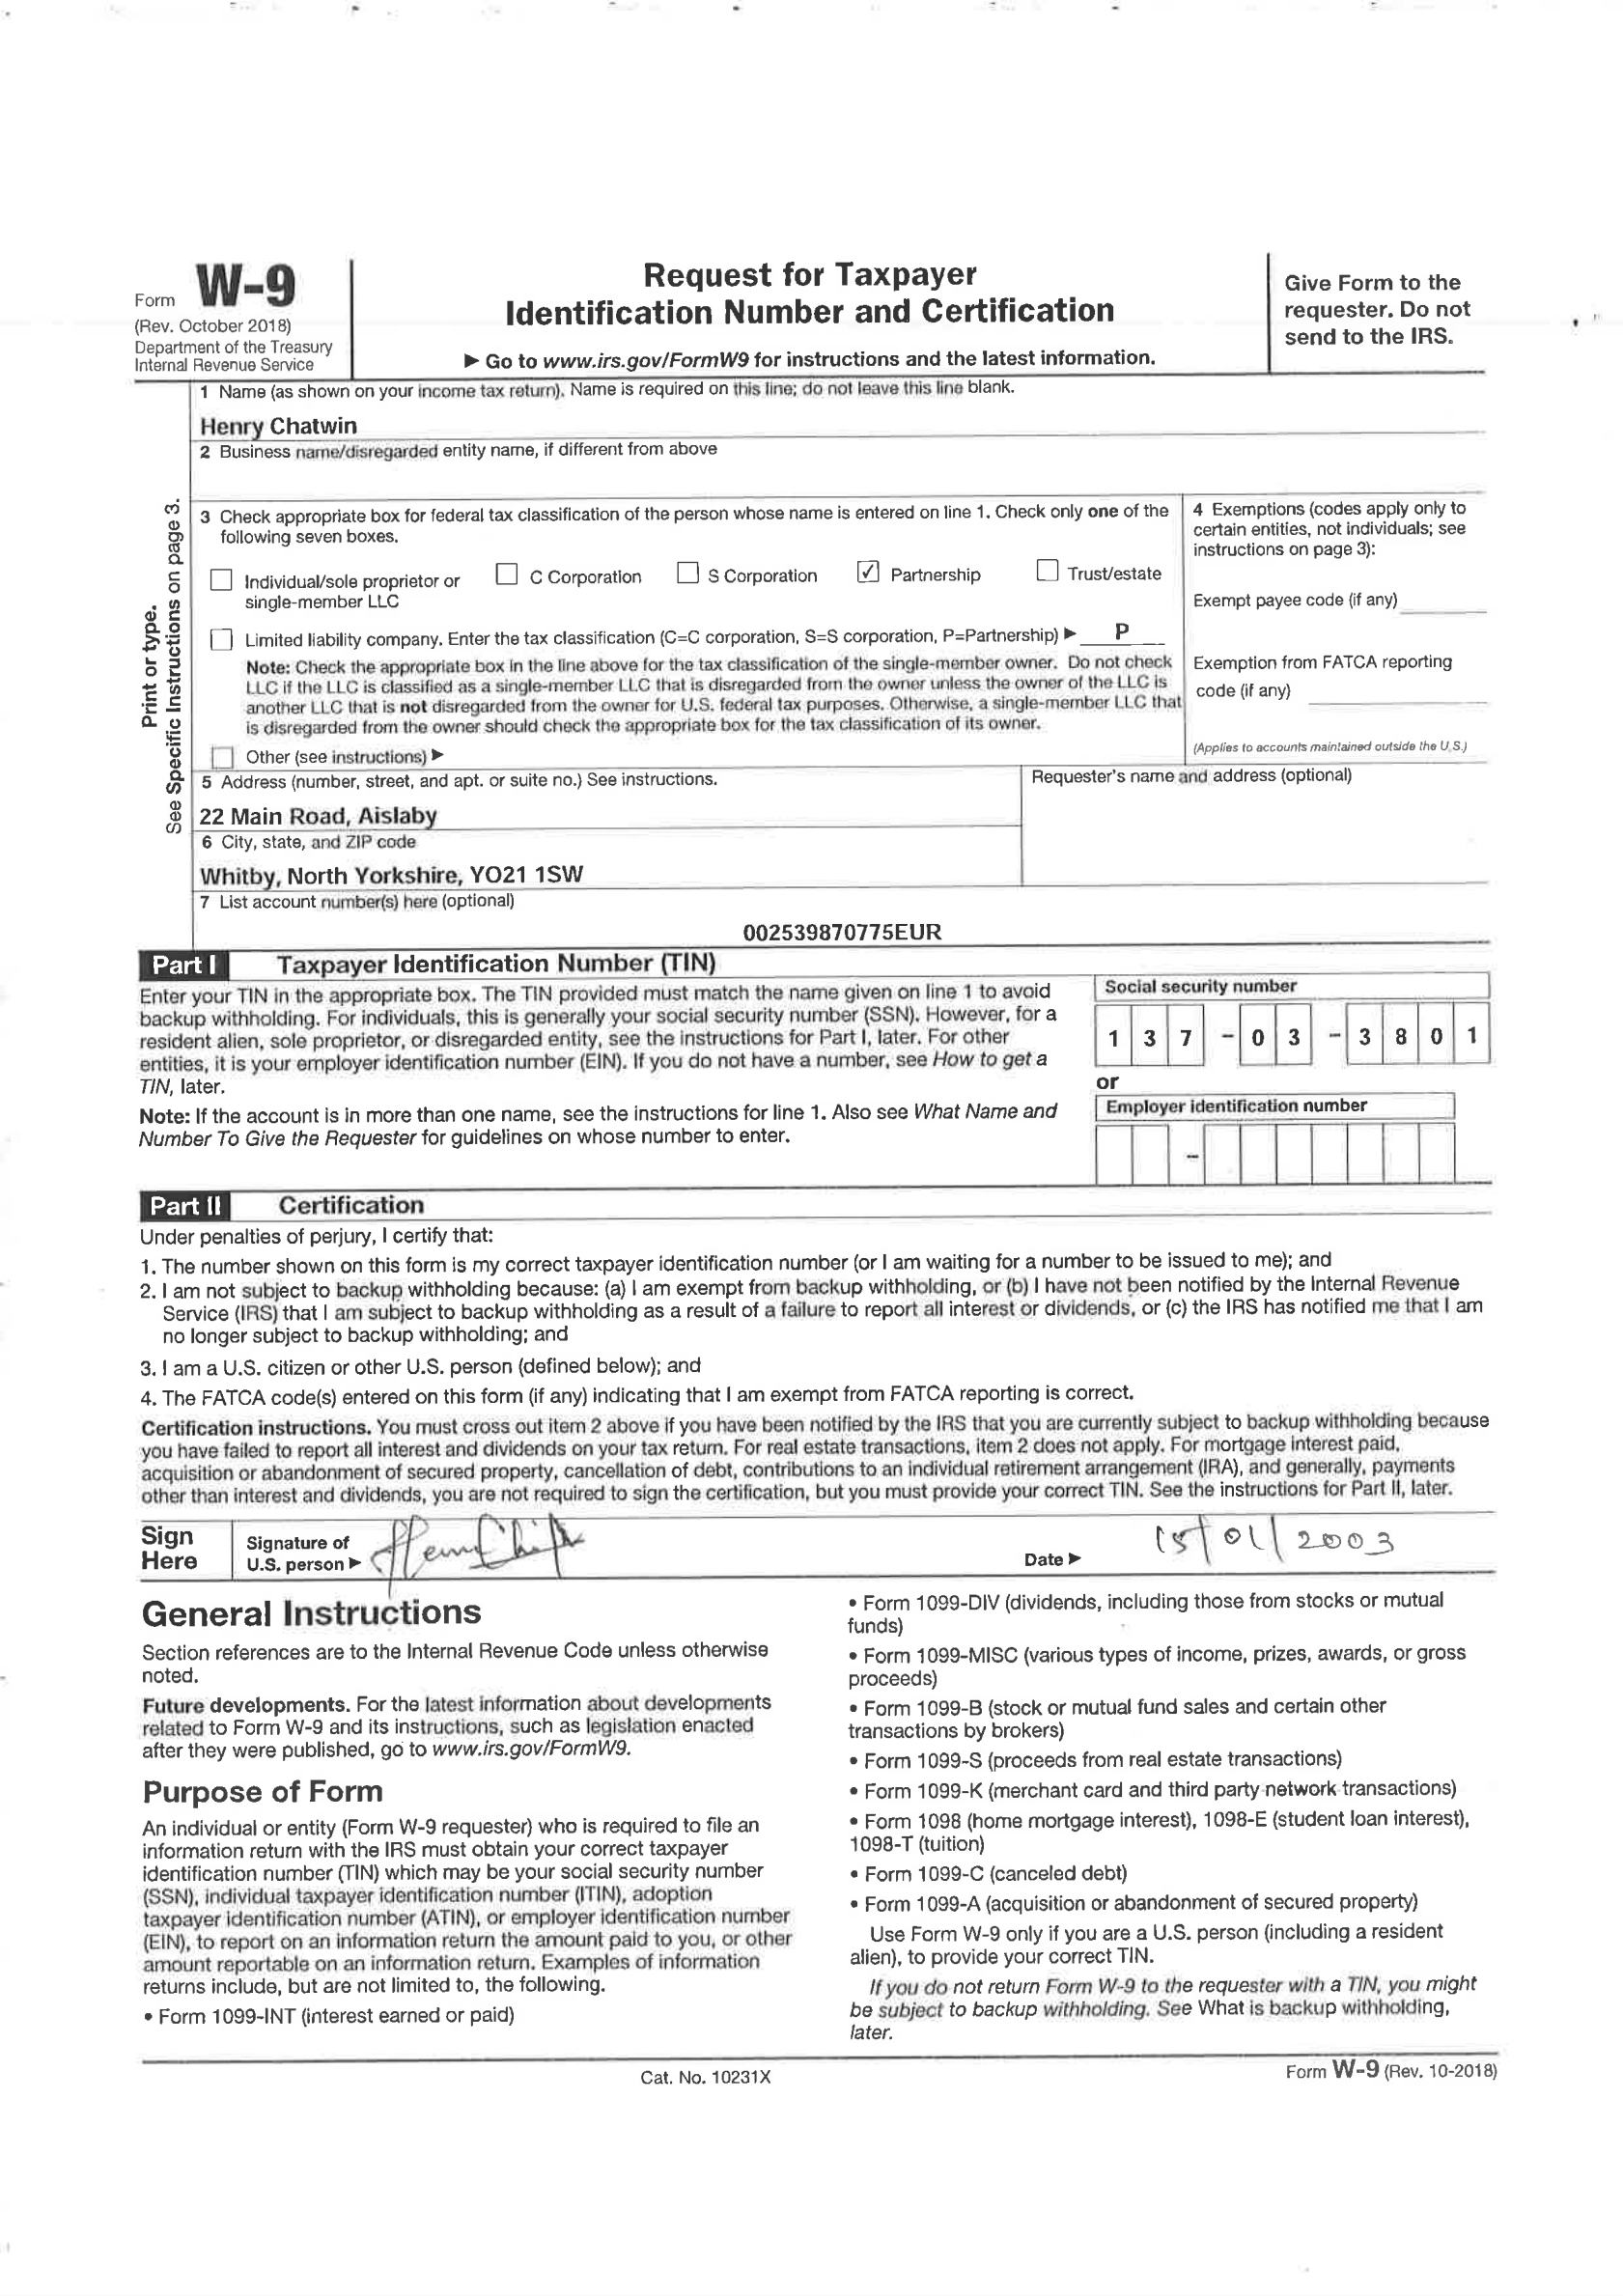 Form W-9
(Rev. October 2018)
Department of the Treasury
Internal Revenue Service
Request for Taxpayer
Identification Number and Certification
▶ Go to www.irs.gov/FormW9 for instructions and the latest information.
Give Form to the
requester. Do not
send to the IRS.
Print or type.
See Specific Instructions on page 3.
1 Name (as shown on your income tax return). Name is required on this line; do not leave this line blank.
Henry Chatwin
2 Business name/disregarded entity name, if different from above
3 Check appropriate box for federal tax classification of the person whose name is entered on line 1. Check only one of the
following seven boxes.
☐ Individual/sole proprietor or
single-member LLC
☐ C Corporation
☐ S Corporation
☑ Partnership
☐ Trust/estate
☐ Limited liability company. Enter the tax classification (C=C corporation, S=S corporation, P=Partnership) ▶ P
Note: Check the appropriate box in the line above for the tax classification of the single-member owner. Do not check
LLC if the LLC is classified as a single-member LLC that is disregarded from the owner unless the owner of the LLC is
another LLC that is not disregarded from the owner for U.S. federal tax purposes. Otherwise, a single-member LLC that
is disregarded from the owner should check the appropriate box for the tax classification of its owner.
☐ Other (see instructions) ▶
4 Exemptions (codes apply only to
certain entities, not individuals; see
instructions on page 3):
Exempt payee code (if any)
Exemption from FATCA reporting
code (if any)
(Applies to accounts maintained outside the U.S.)
5 Address (number, street, and apt. or suite no.) See instructions.
22 Main Road, Aislaby
6 City, state, and ZIP code
Whitby, North Yorkshire, YO21 1SW
Requester's name and address (optional)
7 List account number(s) here (optional)
002539870775EUR
Part I Taxpayer Identification Number (TIN)
Enter your TIN in the appropriate box. The TIN provided must match the name given on line 1 to avoid
backup withholding. For individuals, this is generally your social security number (SSN). However, for a
resident alien, sole proprietor, or disregarded entity, see the instructions for Part I, later. For other
entities, it is your employer identification number (EIN). If you do not have a number, see How to get a
TIN, later.
Note: If the account is in more than one name, see the instructions for line 1. Also see What Name and
Number To Give the Requester for guidelines on whose number to enter.
Social security number
1 3 7 - 0 3 - 3 8 0 1
or
Employer identification number
-
Part II Certification
Under penalties of perjury, I certify that:
1. The number shown on this form is my correct taxpayer identification number (or I am waiting for a number to be issued to me); and
2. I am not subject to backup withholding because: (a) I am exempt from backup withholding, or (b) I have not been notified by the Internal Revenue
Service (IRS) that I am subject to backup withholding as a result of a failure to report all interest or dividends, or (c) the IRS has notified me that I am
no longer subject to backup withholding; and
3. I am a U.S. citizen or other U.S. person (defined below); and
4. The FATCA code(s) entered on this form (if any) indicating that I am exempt from FATCA reporting is correct.
Certification instructions. You must cross out item 2 above if you have been notified by the IRS that you are currently subject to backup withholding because
you have failed to report all interest and dividends on your tax return. For real estate transactions, item 2 does not apply. For mortgage interest paid,
acquisition or abandonment of secured property, cancellation of debt, contributions to an individual retirement arrangement (IRA), and generally, payments
other than interest and dividends, you are not required to sign the certification, but you must provide your correct TIN. See the instructions for Part II, later.
Sign
Here
Signature of
U.S. person ▶
Date ▶ 15/01/2003
General Instructions
Section references are to the Internal Revenue Code unless otherwise
noted.
Future developments. For the latest information about developments
related to Form W-9 and its instructions, such as legislation enacted
after they were published, go to www.irs.gov/FormW9.
Purpose of Form
An individual or entity (Form W-9 requester) who is required to file an
information return with the IRS must obtain your correct taxpayer
identification number (TIN) which may be your social security number
(SSN), individual taxpayer identification number (ITIN), adoption
taxpayer identification number (ATIN), or employer identification number
(EIN), to report on an information return the amount paid to you, or other
amount reportable on an information return. Examples of information
returns include, but are not limited to, the following.
• Form 1099-INT (interest earned or paid)
• Form 1099-DIV (dividends, including those from stocks or mutual
funds)
• Form 1099-MISC (various types of income, prizes, awards, or gross
proceeds)
• Form 1099-B (stock or mutual fund sales and certain other
transactions by brokers)
• Form 1099-S (proceeds from real estate transactions)
• Form 1099-K (merchant card and third party network transactions)
• Form 1098 (home mortgage interest), 1098-E (student loan interest),
1098-T (tuition)
• Form 1099-C (canceled debt)
• Form 1099-A (acquisition or abandonment of secured property)
Use Form W-9 only if you are a U.S. person (including a resident
alien), to provide your correct TIN.
If you do not return Form W-9 to the requester with a TIN, you might
be subject to backup withholding. See What is backup withholding,
later.
Cat. No. 10231X
Form W-9 (Rev. 10-2018)